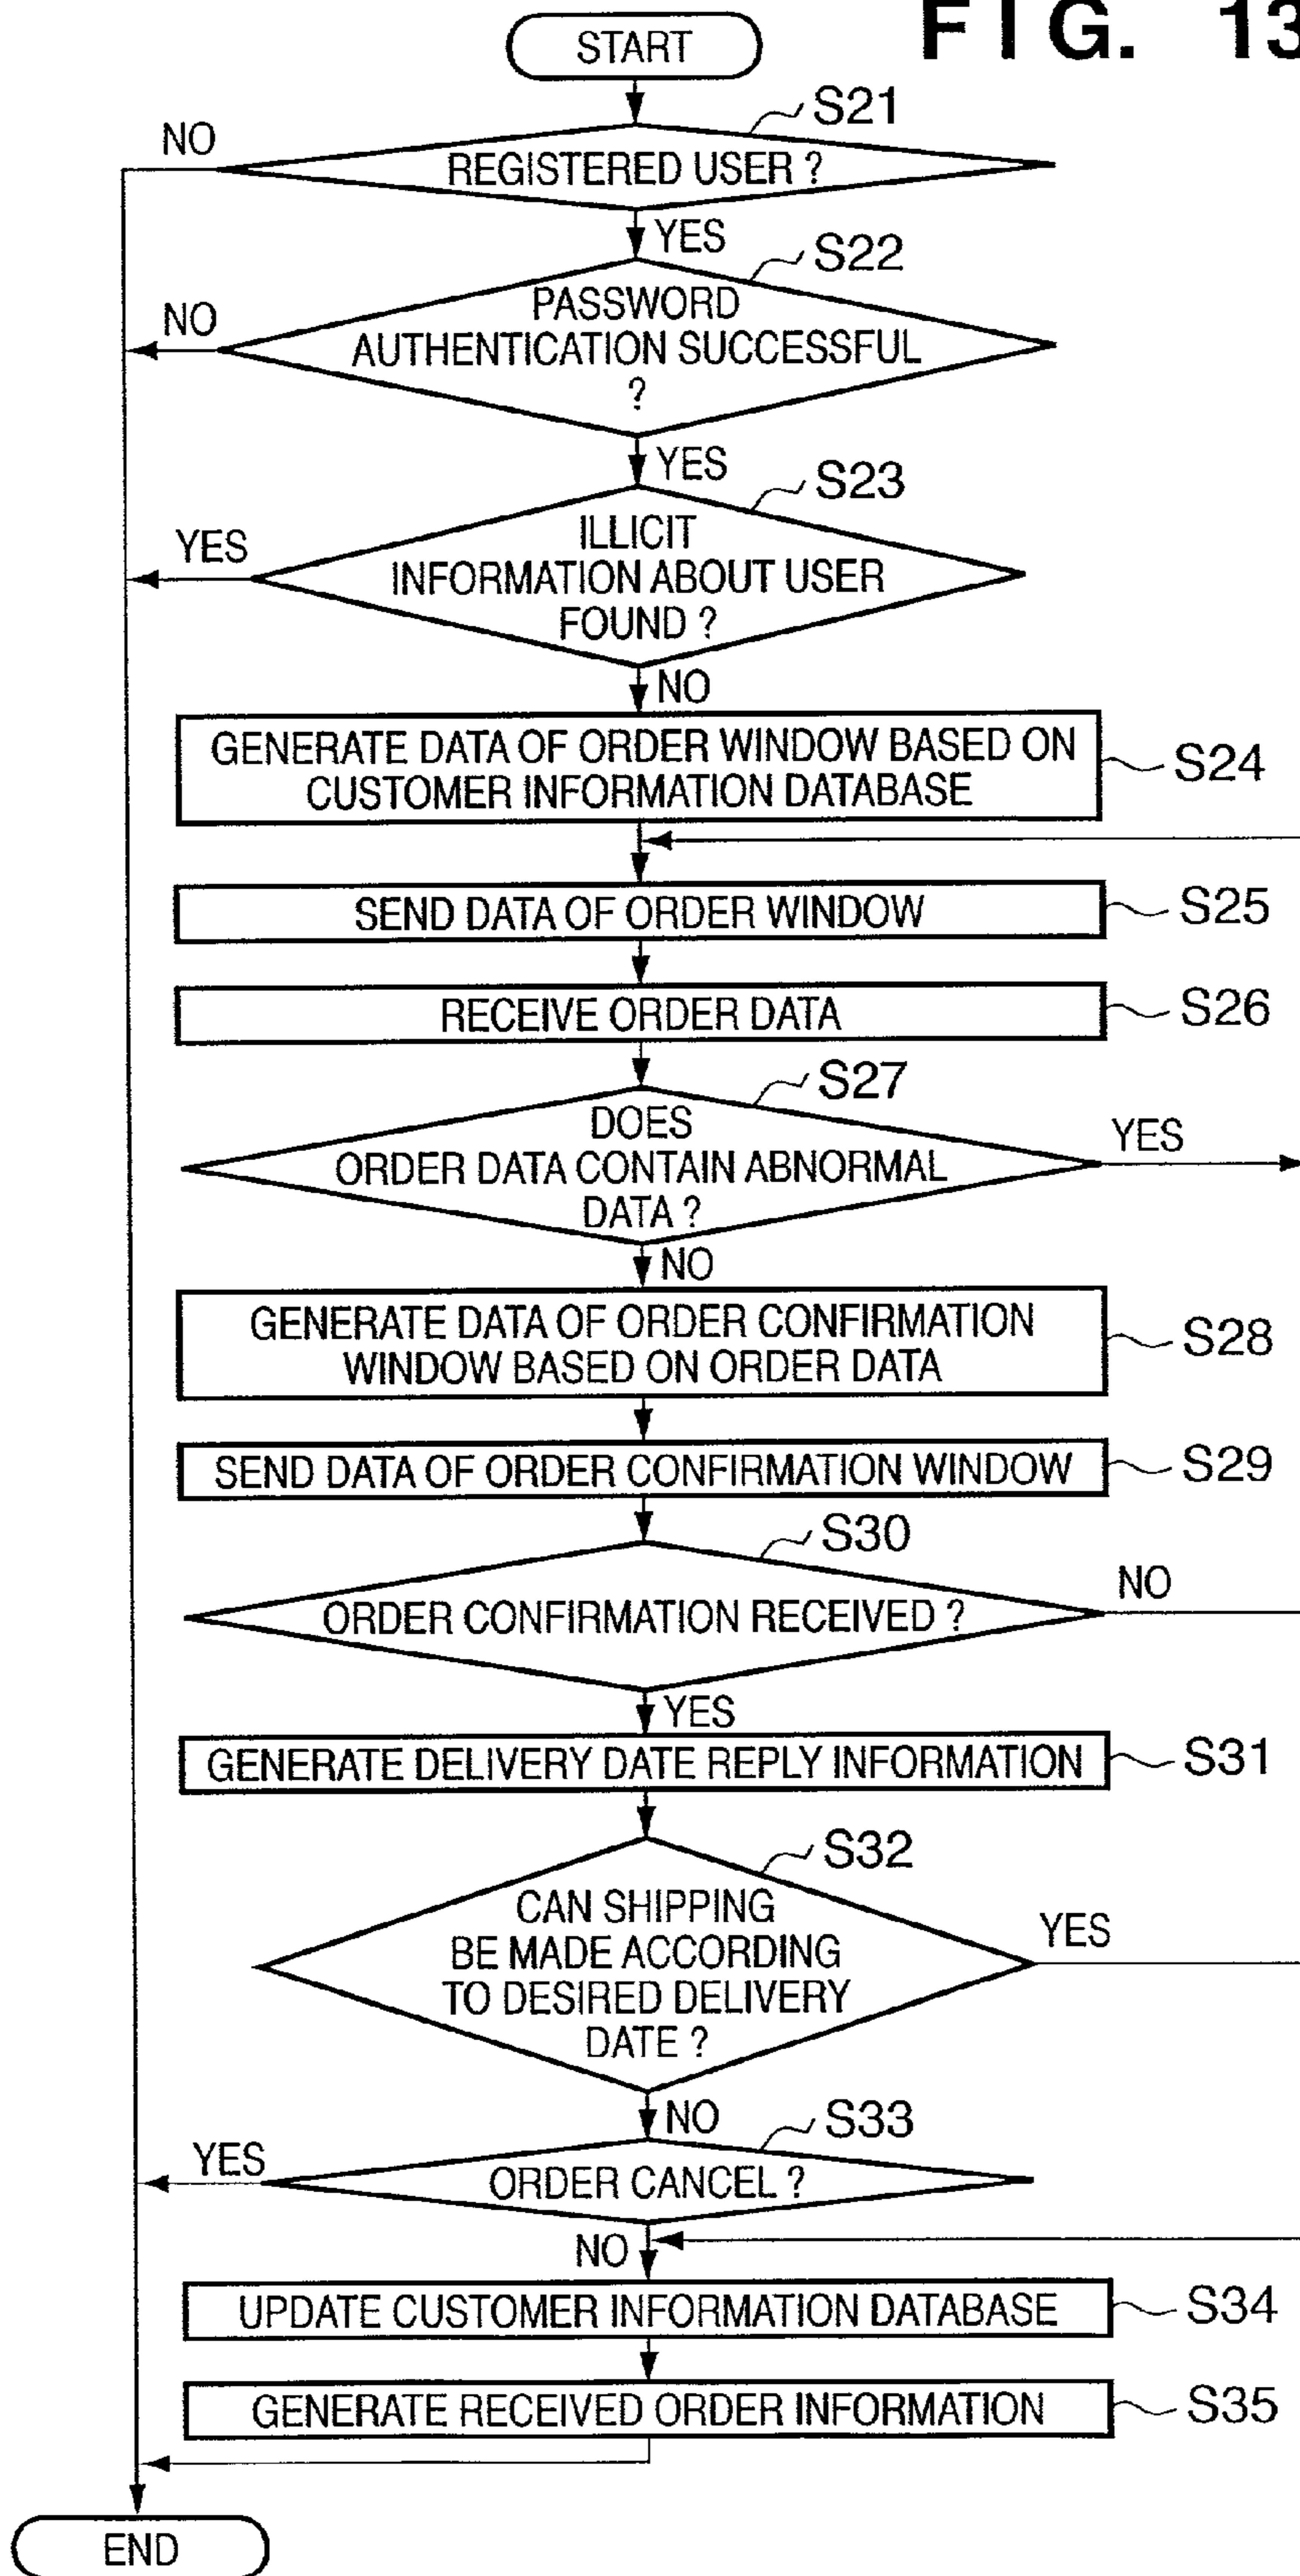 FIG. 13
START
S21
NO
REGISTERED USER ?
YES
S22
NO
PASSWORD
AUTHENTICATION SUCCESSFUL
?
YES
S23
YES
ILLICIT
INFORMATION ABOUT USER
FOUND ?
NO
GENERATE DATA OF ORDER WINDOW BASED ON
CUSTOMER INFORMATION DATABASE
S24
SEND DATA OF ORDER WINDOW
S25
RECEIVE ORDER DATA
S26
S27
DOES
ORDER DATA CONTAIN ABNORMAL
DATA ?
YES
NO
GENERATE DATA OF ORDER CONFIRMATION
WINDOW BASED ON ORDER DATA
S28
SEND DATA OF ORDER CONFIRMATION WINDOW
S29
S30
NO
ORDER CONFIRMATION RECEIVED ?
YES
GENERATE DELIVERY DATE REPLY INFORMATION
S31
S32
CAN SHIPPING
BE MADE ACCORDING
TO DESIRED DELIVERY
DATE ?
YES
NO
S33
YES
ORDER CANCEL ?
NO
UPDATE CUSTOMER INFORMATION DATABASE
S34
GENERATE RECEIVED ORDER INFORMATION
S35
END